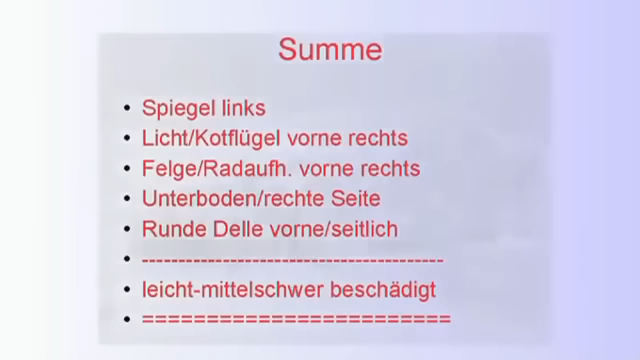 Summe
• Spiegel links
• Licht/Kotflügel vorne rechts
• Felge/Radaufh. vorne rechts
• Unterboden/rechte Seite
• Runde Delle vorne/seitlich
• -----------------------------------------
• leicht-mittelschwer beschädigt
• ========================